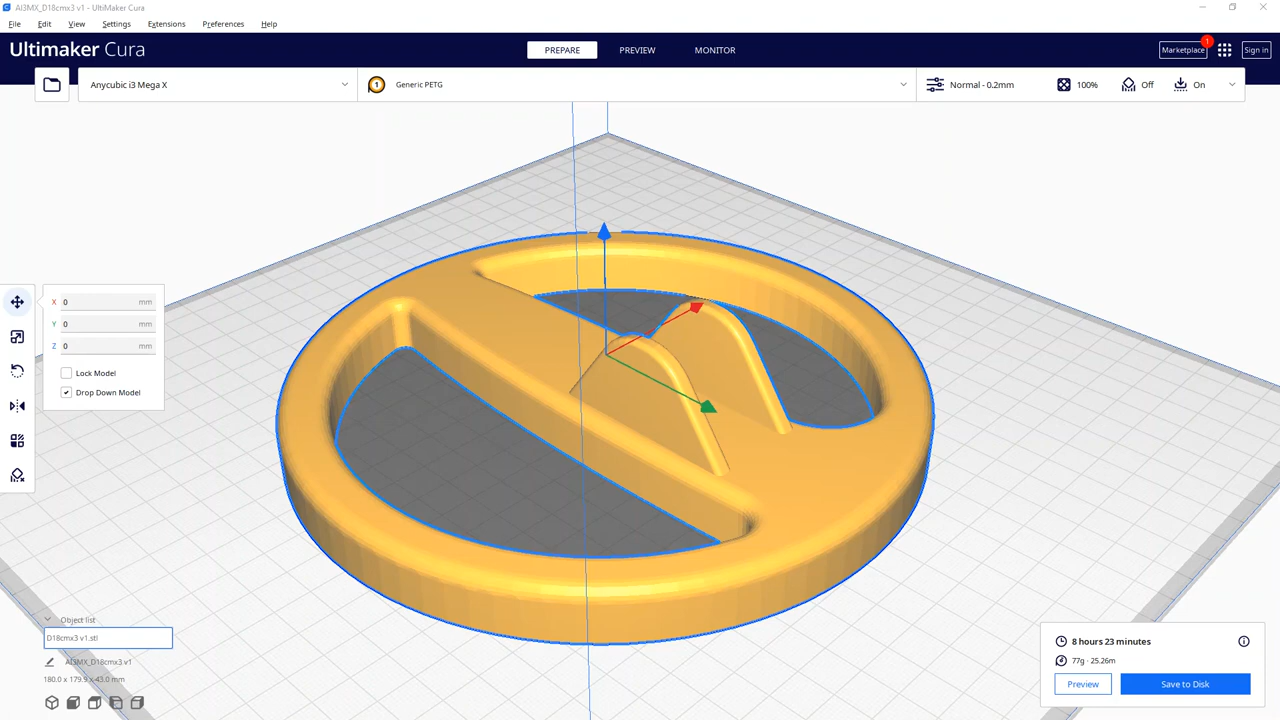 AI3MX_D18cmx3 v1 - UltiMaker Cura
File Edit View Settings Extensions Preferences Help
Ultimaker Cura
PREPARE PREVIEW MONITOR
Marketplace 1
Sign in
Anycubic i3 Mega X
1 Generic PETG
Normal - 0.2mm 100% Off On
X 0 mm
Y 0 mm
Z 0 mm
Lock Model
Drop Down Model
Object list
D18cmx3 v1.stl
AI3MX_D18cmx3 v1
180.0 x 179.9 x 43.0 mm
8 hours 23 minutes
77g · 25.26m
Preview Save to Disk